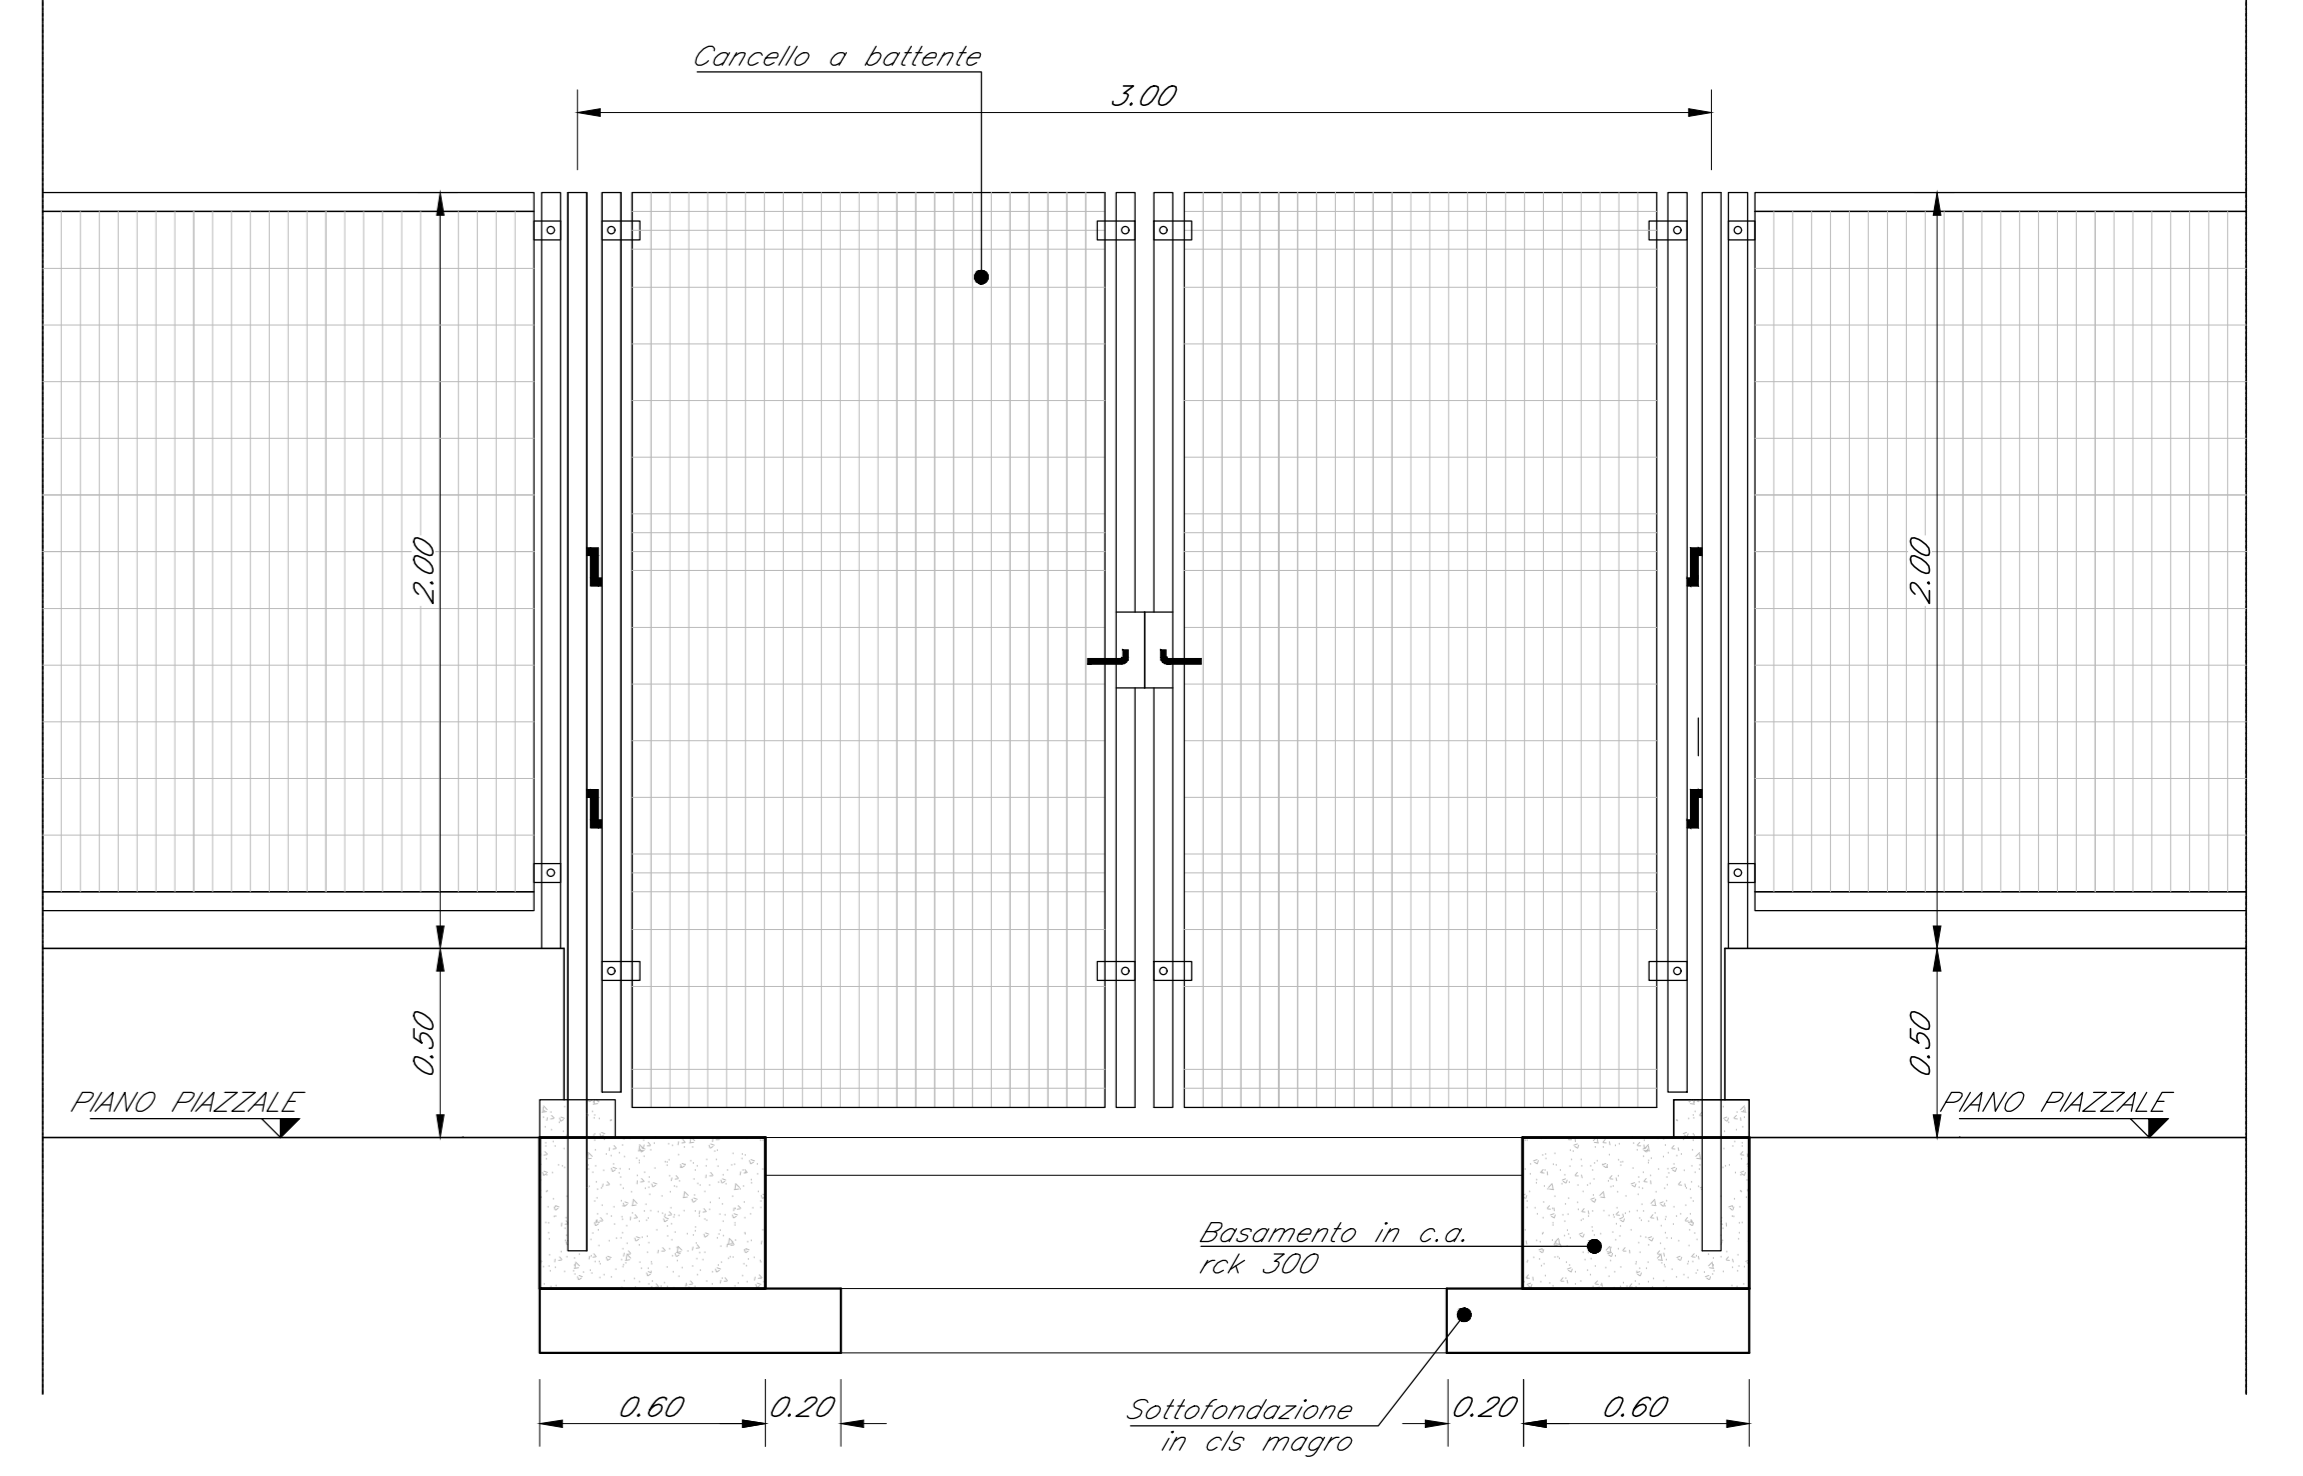 Cancello a battente
3.00
2.00
2.00
0.50
0.50
PIANO PIAZZALE
PIANO PIAZZALE
Basamento in c.a.
rck 300
0.60
0.20
Sottofondazione
in cls magro
0.20
0.60